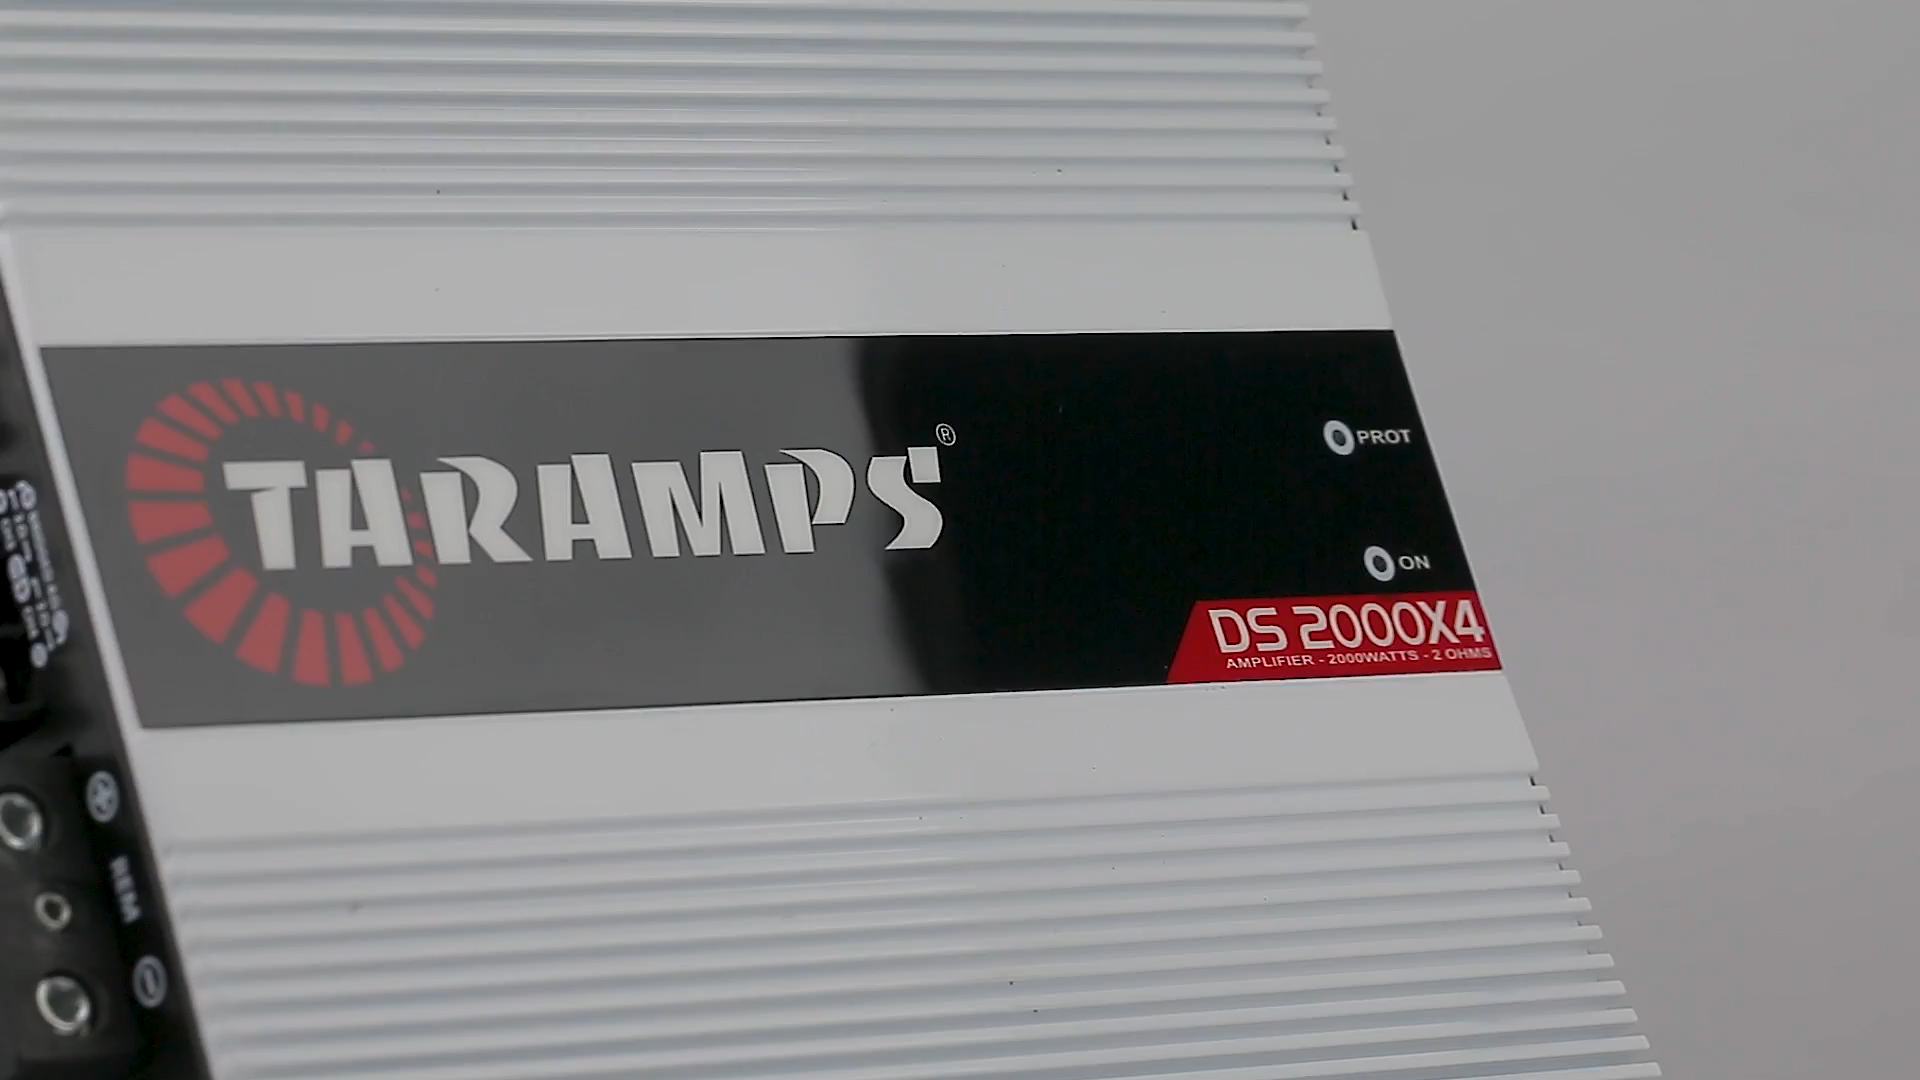 TARAMPS®
PROT
ON
DS 2000X4
AMPLIFIER - 2000WATTS - 2 OHMS
REM